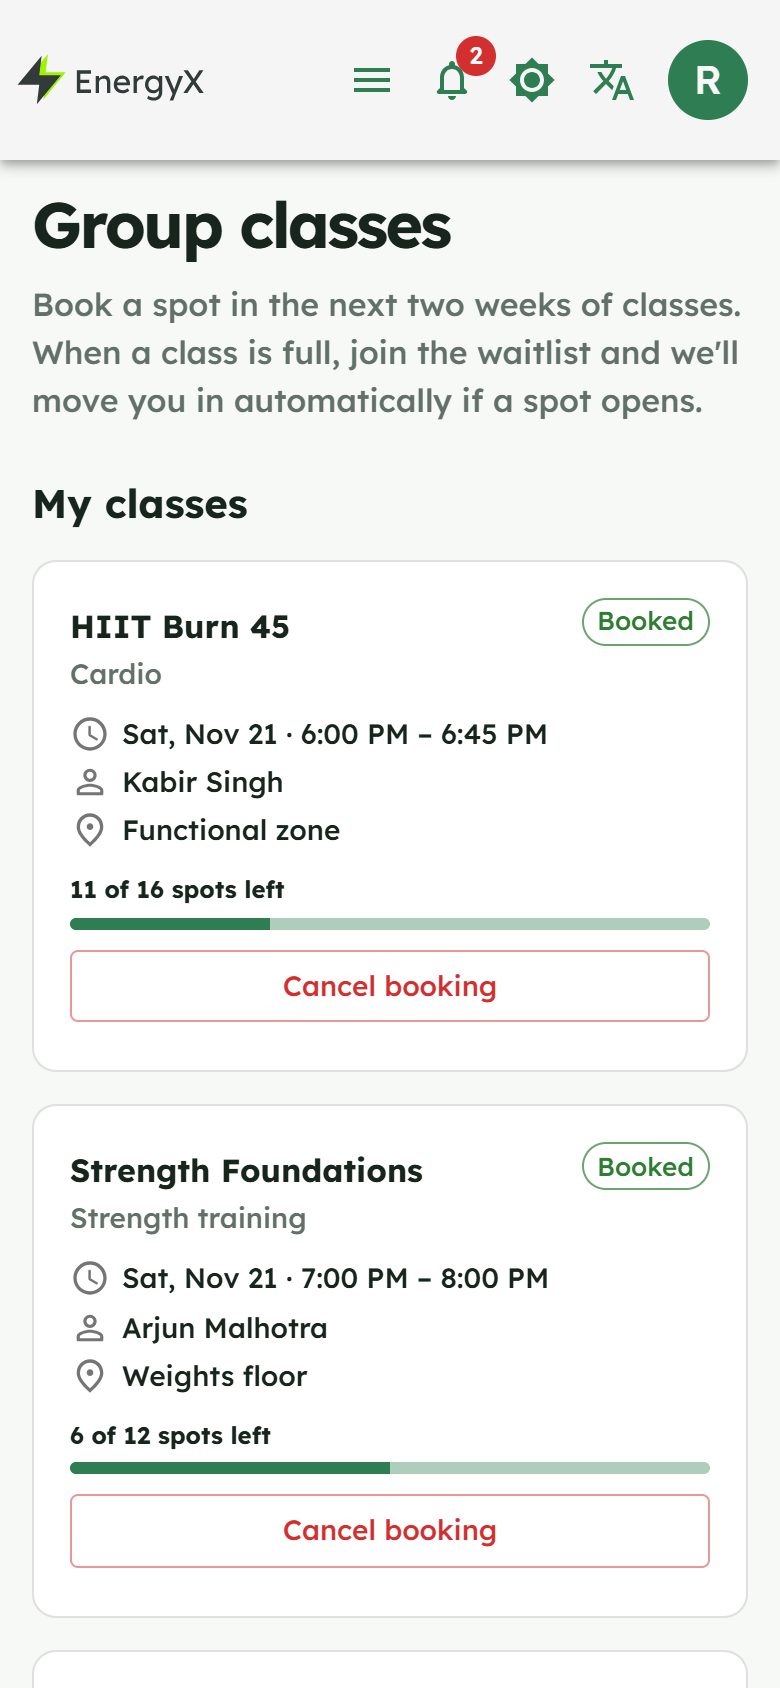 EnergyX
2
R
Group classes
Book a spot in the next two weeks of classes.
When a class is full, join the waitlist and we'll
move you in automatically if a spot opens.
My classes
HIIT Burn 45
Booked
Cardio
Sat, Nov 21 · 6:00 PM – 6:45 PM
Kabir Singh
Functional zone
11 of 16 spots left
Cancel booking
Strength Foundations
Booked
Strength training
Sat, Nov 21 · 7:00 PM – 8:00 PM
Arjun Malhotra
Weights floor
6 of 12 spots left
Cancel booking